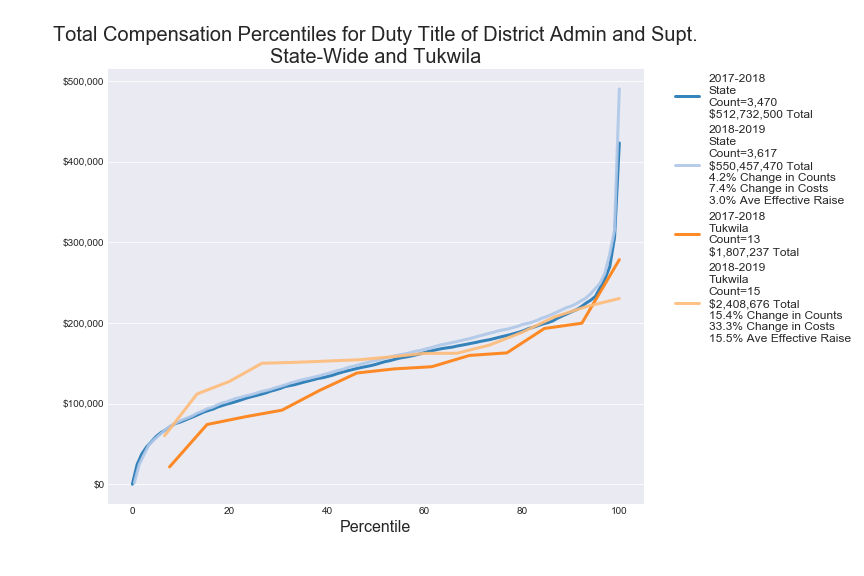 Total Compensation Percentiles for Duty Title of District Admin and Supt.
State-Wide and Tukwila
$500,000
$400,000
$300,000
$200,000
$100,000
$0
0
20
40
60
80
100
Percentile
2017-2018
State
Count=3,470
$512,732,500 Total
2018-2019
State
Count=3,617
$550,457,470 Total
4.2% Change in Counts
7.4% Change in Costs
3.0% Ave Effective Raise
2017-2018
Tukwila
Count=13
$1,807,237 Total
2018-2019
Tukwila
Count=15
$2,408,676 Total
15.4% Change in Counts
33.3% Change in Costs
15.5% Ave Effective Raise